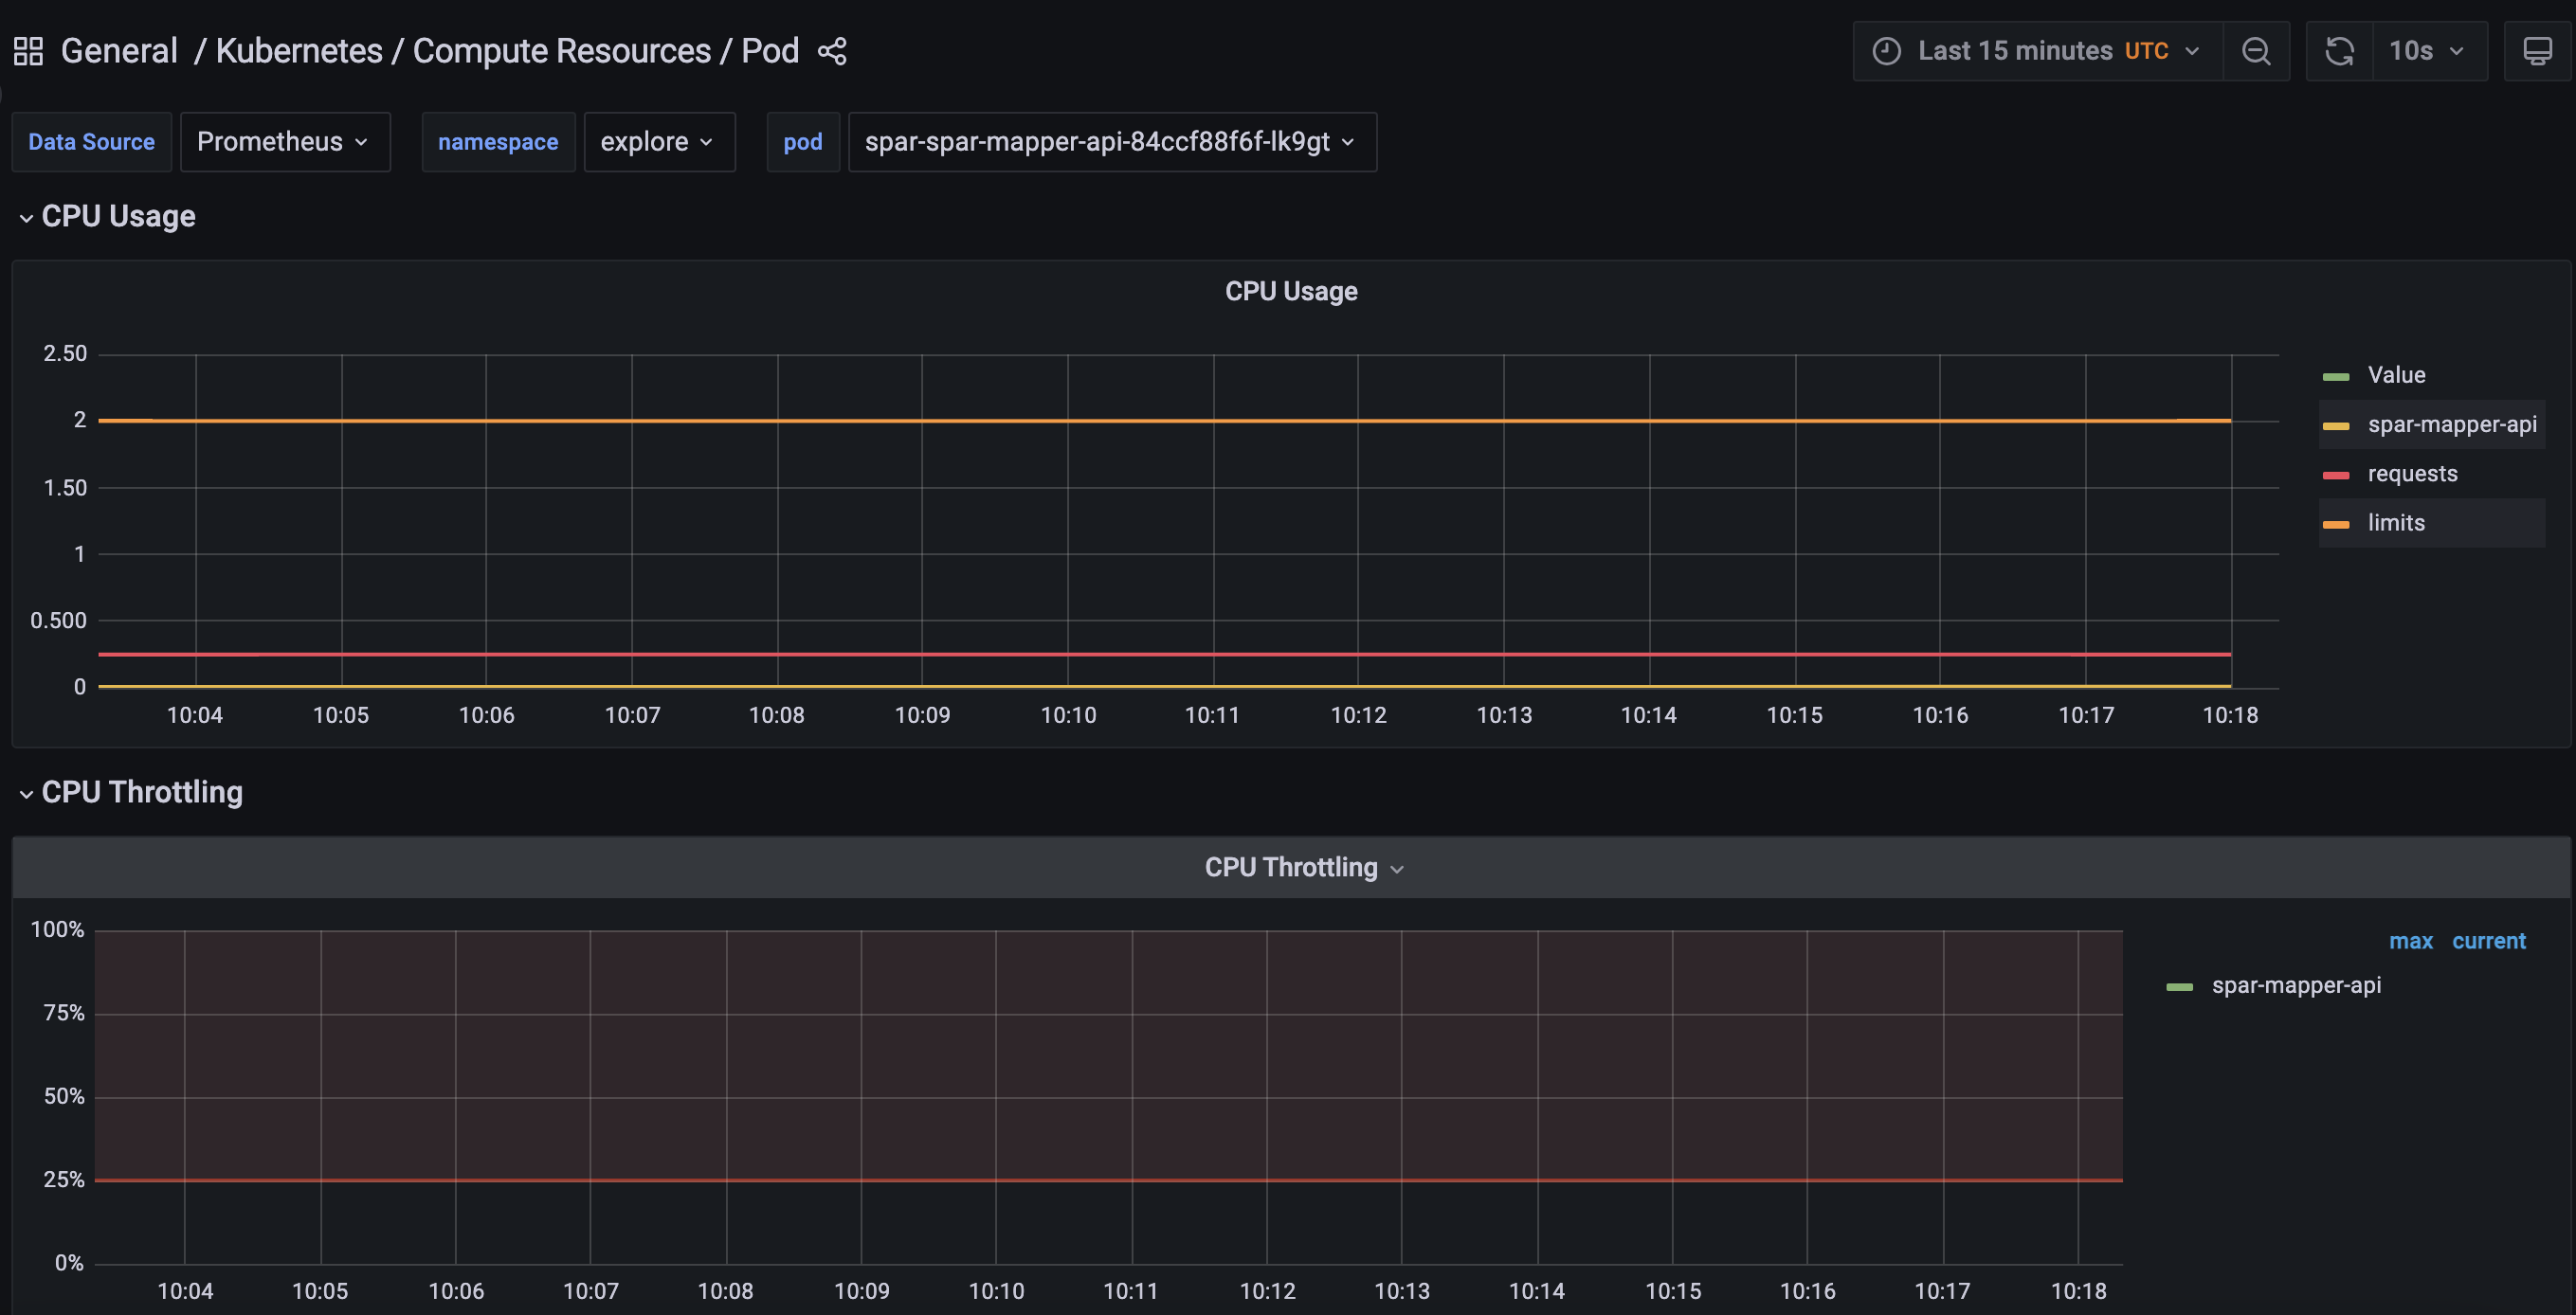 General / Kubernetes / Compute Resources / Pod
Last 15 minutes UTC
10s
Data Source Prometheus namespace explore pod spar-spar-mapper-api-84ccf88f6f-lk9gt
CPU Usage
CPU Usage
2.50
2
1.50
1
0.500
0
10:04 10:05 10:06 10:07 10:08 10:09 10:10 10:11 10:12 10:13 10:14 10:15 10:16 10:17 10:18
Value
spar-mapper-api
requests
limits
CPU Throttling
CPU Throttling
100%
75%
50%
25%
0%
10:04 10:05 10:06 10:07 10:08 10:09 10:10 10:11 10:12 10:13 10:14 10:15 10:16 10:17 10:18
max current
spar-mapper-api